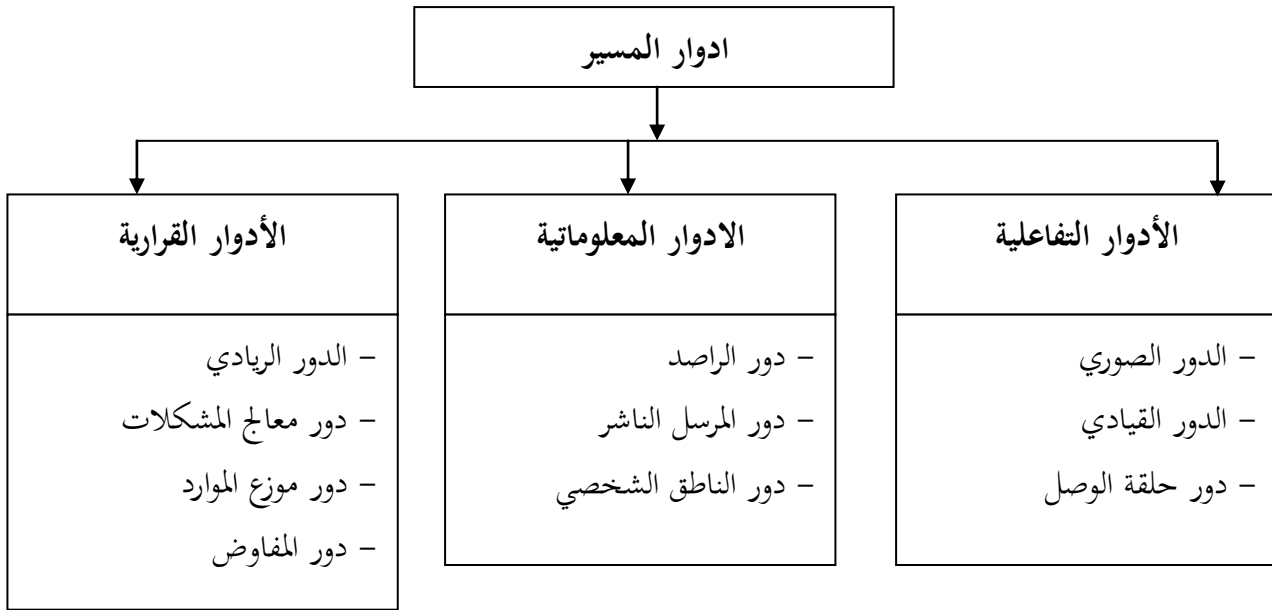 ادوار المسير
الأدوار التفاعلية
– الدور الصوري
– الدور القيادي
– دور حلقة الوصل
الادوار المعلوماتية
– دور الراصد
– دور المرسل الناشر
– دور الناطق الشخصي
الأدوار القرارية
– الدور الريادي
– دور معالج المشكلات
– دور موزع الموارد
– دور المفاوض